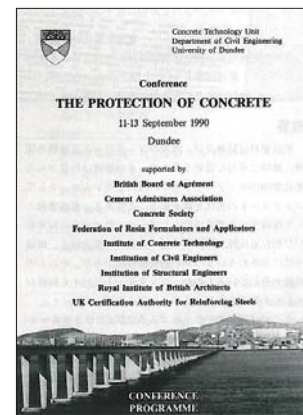 Concrete Technology Unit
Department of Civil Engineering
University of Dundee
Conference
THE PROTECTION OF CONCRETE
11-13 September 1990
Dundee
supported by
British Board of Agrément
Cement Admixtures Association
Concrete Society
Federation of Resin Formulators and Applicators
Institute of Concrete Technology
Institution of Civil Engineers
Institution of Structural Engineers
Royal Institute of British Architects
UK Certification Authority for Reinforcing Steels
CONFERENCE
PROGRAMME